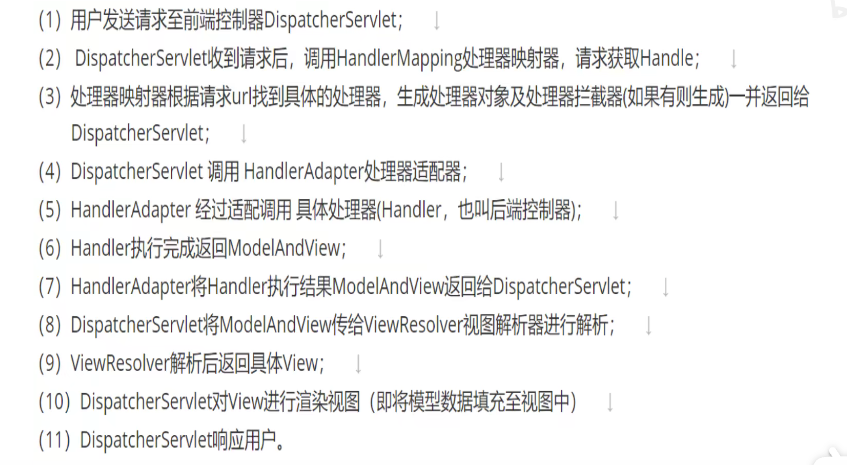 (1) 用户发送请求至前端控制器DispatcherServlet; ↓
(2) DispatcherServlet收到请求后，调用HandlerMapping处理器映射器，请求获取Handle; ↓
(3) 处理器映射器根据请求url找到具体的处理器，生成处理器对象及处理器拦截器(如果有则生成)一并返回给
DispatcherServlet; ↓
(4) DispatcherServlet 调用 HandlerAdapter处理器适配器; ↓
(5) HandlerAdapter 经过适配调用 具体处理器(Handler，也叫后端控制器); ↓
(6) Handler执行完成返回ModelAndView; ↓
(7) HandlerAdapter将Handler执行结果ModelAndView返回给DispatcherServlet; ↓
(8) DispatcherServlet将ModelAndView传给ViewResolver视图解析器进行解析; ↓
(9) ViewResolver解析后返回具体View; ↓
(10) DispatcherServlet对View进行渲染视图（即将模型数据填充至视图中） ↓
(11) DispatcherServlet响应用户。